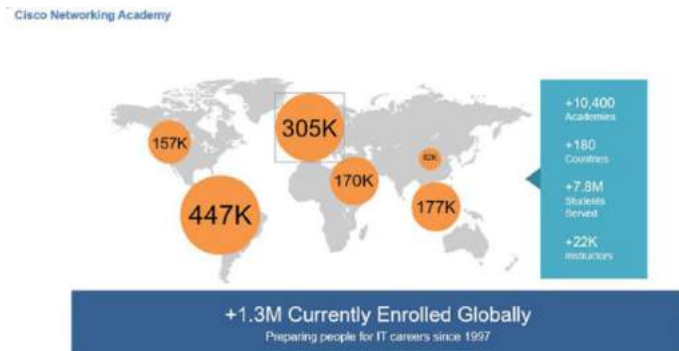 Cisco Networking Academy
305K
157K
82K
170K
447K
177K
+10,400
Academies
+180
Countries
+7.8M
Students
Served
+22K
Instructors
+1.3M Currently Enrolled Globally
Preparing people for IT careers since 1997